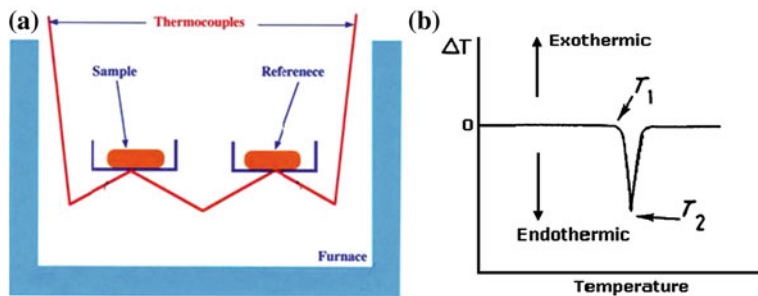 (a)
Thermocouples
Sample
Referenece
Furnace
(b)
ΔT
Exothermic
T1
0
T2
Endothermic
Temperature